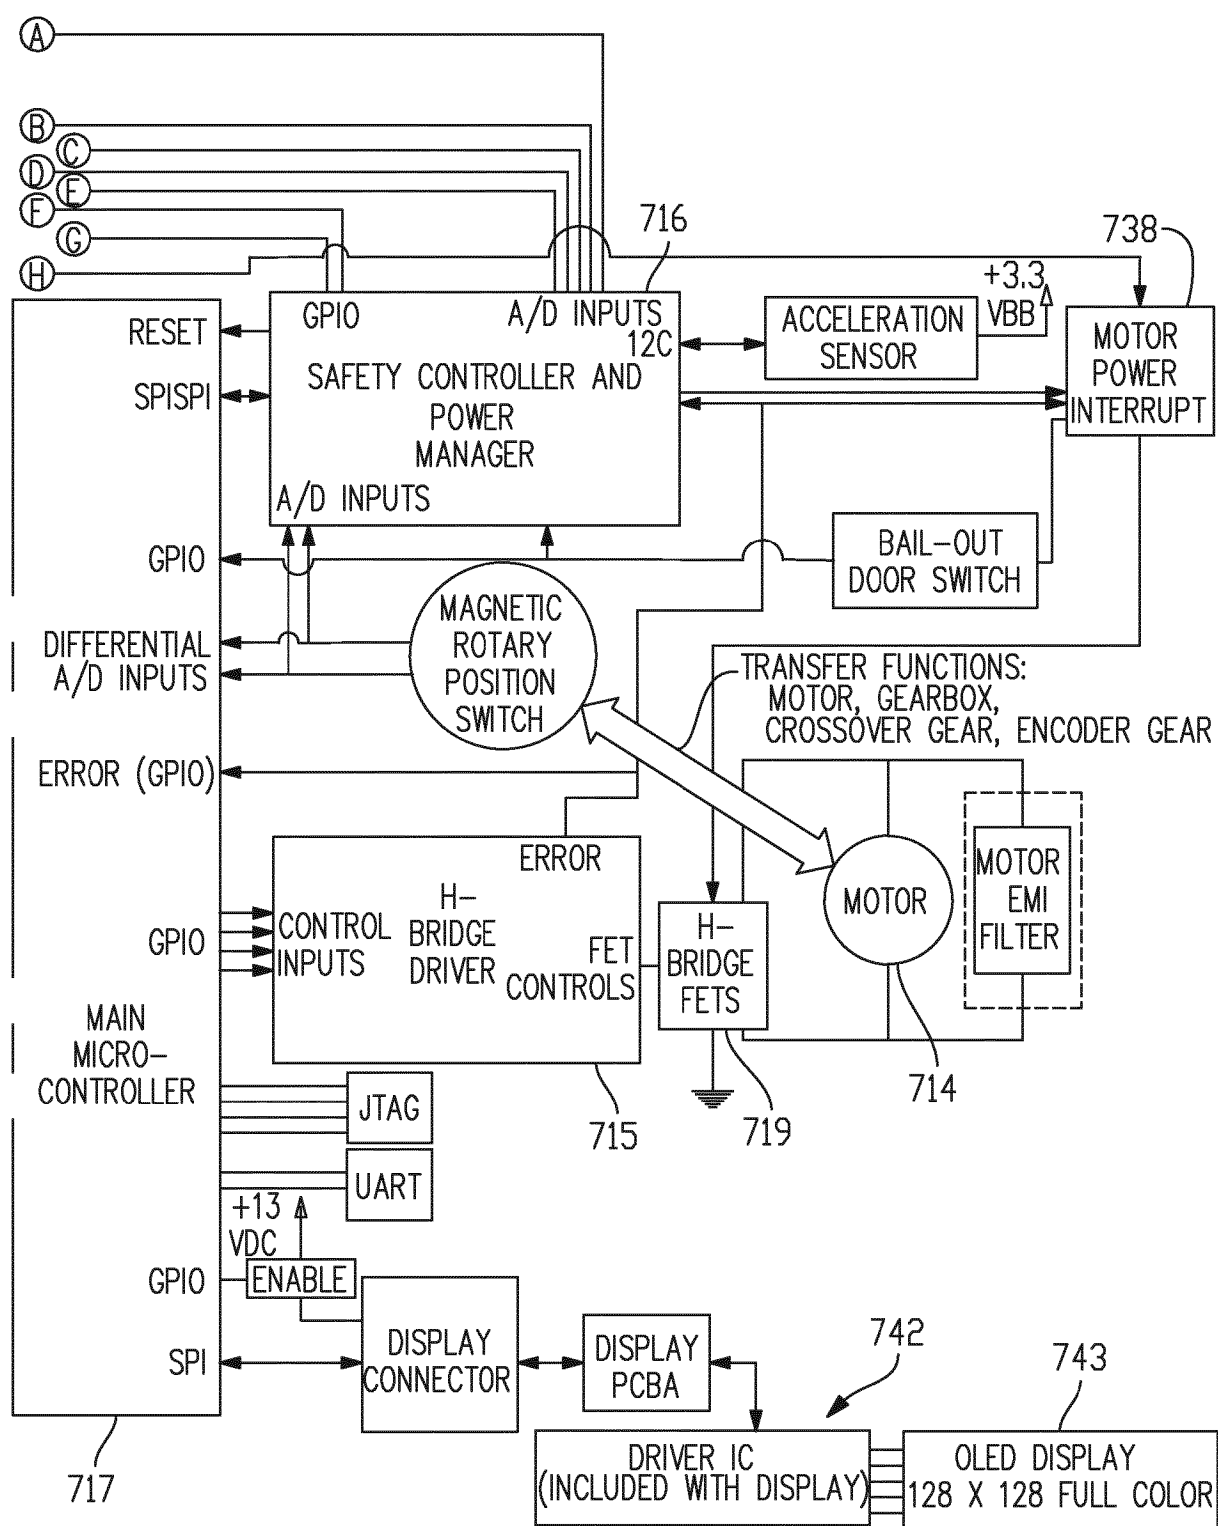 A
B
C
D
E
F
G
H
716
738
+3.3
VBB
RESET
SPISPI
GPIO
A/D INPUTS
12C
SAFETY CONTROLLER AND
POWER
MANAGER
A/D INPUTS
ACCELERATION
SENSOR
MOTOR
POWER
INTERRUPT
GPIO
BAIL-OUT
DOOR SWITCH
DIFFERENTIAL
A/D INPUTS
MAGNETIC
ROTARY
POSITION
SWITCH
TRANSFER FUNCTIONS:
MOTOR, GEARBOX,
CROSSOVER GEAR, ENCODER GEAR
ERROR (GPIO)
ERROR
GPIO
CONTROL
INPUTS
H-
BRIDGE
DRIVER
FET
CONTROLS
H-
BRIDGE
FETS
MOTOR
MOTOR
EMI
FILTER
MAIN
MICRO-
CONTROLLER
JTAG
715
719
714
UART
+13
VDC
GPIO
ENABLE
SPI
DISPLAY
CONNECTOR
DISPLAY
PCBA
742
743
717
DRIVER IC
(INCLUDED WITH DISPLAY)
OLED DISPLAY
128 X 128 FULL COLOR